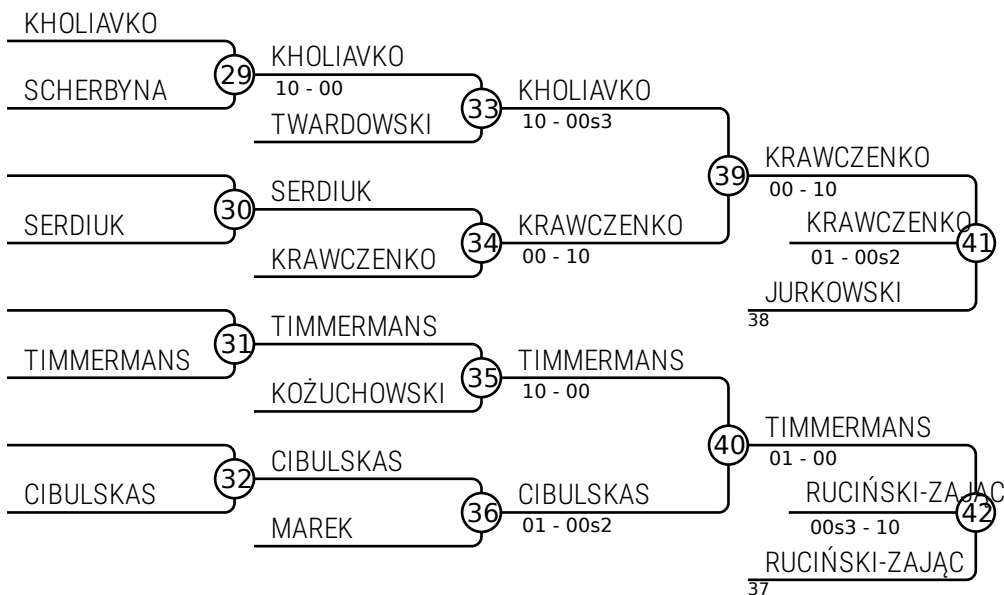 KHOLIAVKO
SCHERBYNA
29
KHOLIAVKO
10 - 00
TWARDOWSKI
33
KHOLIAVKO
10 - 00s3
SERDIUK
30
SERDIUK
KRAWCZENKO
34
KRAWCZENKO
00 - 10
39
KRAWCZENKO
00 - 10
KRAWCZENKO
01 - 00s2
41
JURKOWSKI
38
TIMMERMANS
31
TIMMERMANS
KOŻUCHOWSKI
35
TIMMERMANS
10 - 00
CIBULSKAS
32
CIBULSKAS
MAREK
36
CIBULSKAS
01 - 00s2
40
TIMMERMANS
01 - 00
RUCIŃSKI-ZAJĄC
00s3 - 10
42
RUCIŃSKI-ZAJĄC
37